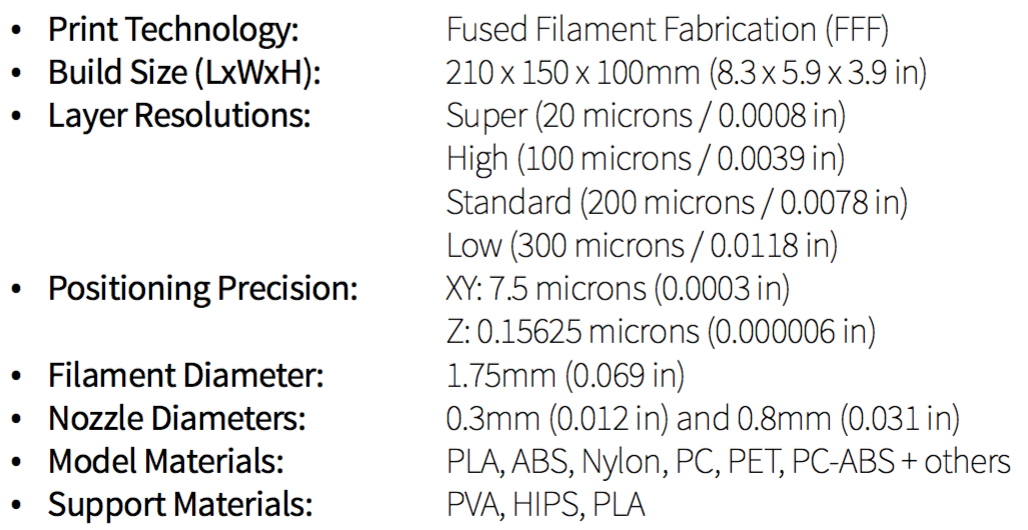 • Print Technology: Fused Filament Fabrication (FFF)
• Build Size (LxWxH): 210 x 150 x 100mm (8.3 x 5.9 x 3.9 in)
• Layer Resolutions: Super (20 microns / 0.0008 in)
High (100 microns / 0.0039 in)
Standard (200 microns / 0.0078 in)
Low (300 microns / 0.0118 in)
• Positioning Precision: XY: 7.5 microns (0.0003 in)
Z: 0.15625 microns (0.000006 in)
• Filament Diameter: 1.75mm (0.069 in)
• Nozzle Diameters: 0.3mm (0.012 in) and 0.8mm (0.031 in)
• Model Materials: PLA, ABS, Nylon, PC, PET, PC-ABS + others
• Support Materials: PVA, HIPS, PLA